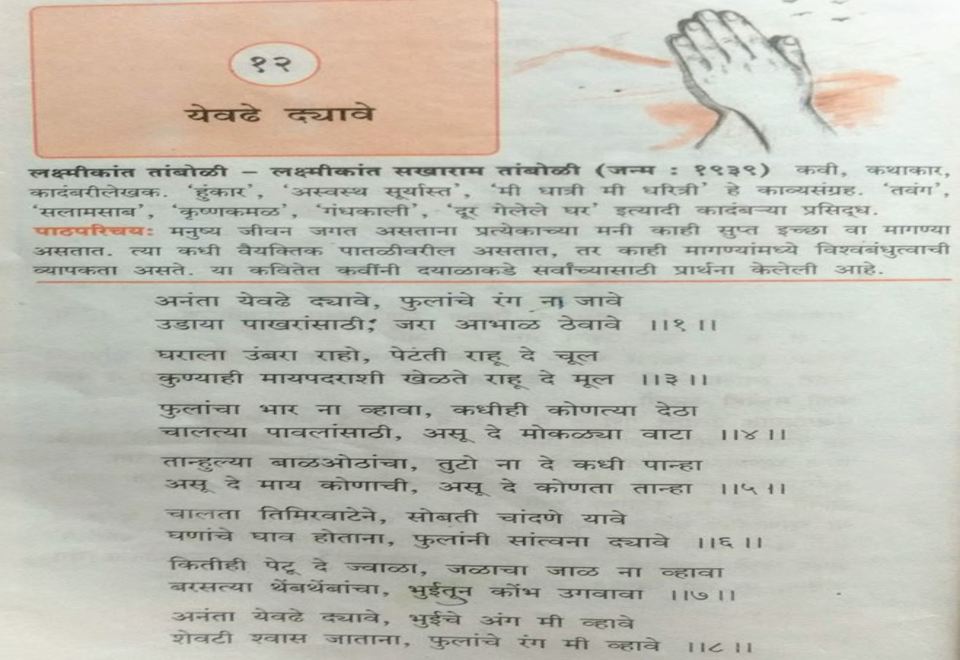 १२
येवढे द्यावे
लक्ष्मीकांत तांबोळी – लक्ष्मीकांत सखाराम तांबोळी (जन्म : १९३९) कवी, कथाकार,
कादंबरीलेखक. 'हुंकार', 'अस्वस्थ सूर्यास्त', 'मी धात्री मी धरित्री' हे काव्यसंग्रह. 'तवंग',
'सलामसाब', 'कृष्णकमळ', 'गंधकाली', 'दूर गेलेले घर' इत्यादी कादंबऱ्या प्रसिद्ध.
पाठपरिचय: मनुष्य जीवन जगत असताना प्रत्येकाच्या मनी काही सुप्त इच्छा वा मागण्या
असतात. त्या कधी वैयक्तिक पातळीवरील असतात, तर काही मागण्यांमध्ये विश्वबंधुत्वाची
व्यापकता असते. या कवितेत कवींनी दयाळाकडे सर्वांच्यासाठी प्रार्थना केलेली आहे.
अनंता येवढे द्यावे, फुलांचे रंग ना जावे
उडाया पाखरांसाठी; जरा आभाळ ठेवावे ।।१।।
घराला उंबरा राहो, पेटंती राहू दे चूल
कुण्याही मायपदराशी खेळते राहू दे मूल ।।३।।
फुलांचा भार ना व्हावा, कधीही कोणत्या देठा
चालत्या पावलांसाठी, असू दे मोकळ्या वाटा ।।४।।
तान्हुल्या बाळओठांचा, तुटो ना दे कधी पान्हा
असू दे माय कोणाची, असू दे कोणता तान्हा ।।५।।
चालता तिमिरवाटेने, सोबती चांदणे यावे
घणांचे घाव होताना, फुलांनी सांत्वना द्यावे ।।६।।
कितीही पेटू दे ज्वाळा, जळाचा जाळ ना व्हावा
बरसत्या थेंबथेंबांचा, भुईतून कोंभ उगवावा ।।७।।
अनंता येवढे द्यावे, भुईचे अंग मी व्हावे
शेवटी श्वास जाताना, फुलांचे रंग मी व्हावे ।।८।।